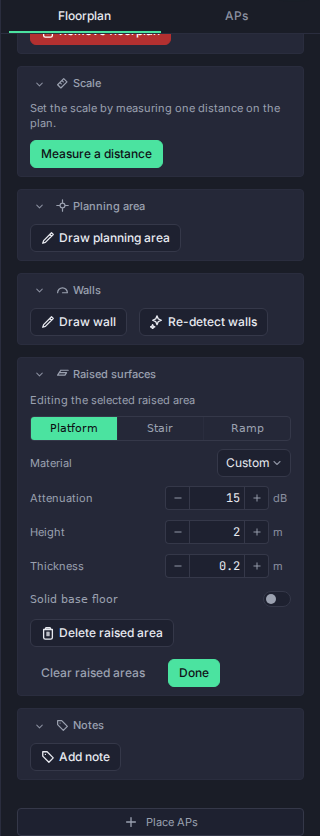 Floorplan
APs
Remove floorplan
Scale
Set the scale by measuring one distance on the
plan.
Measure a distance
Planning area
Draw planning area
Walls
Draw wall
Re-detect walls
Raised surfaces
Editing the selected raised area
Platform
Stair
Ramp
Material
Custom
Attenuation
− 15 + dB
Height
− 2 + m
Thickness
− 0.2 + m
Solid base floor
Delete raised area
Clear raised areas
Done
Notes
Add note
+ Place APs